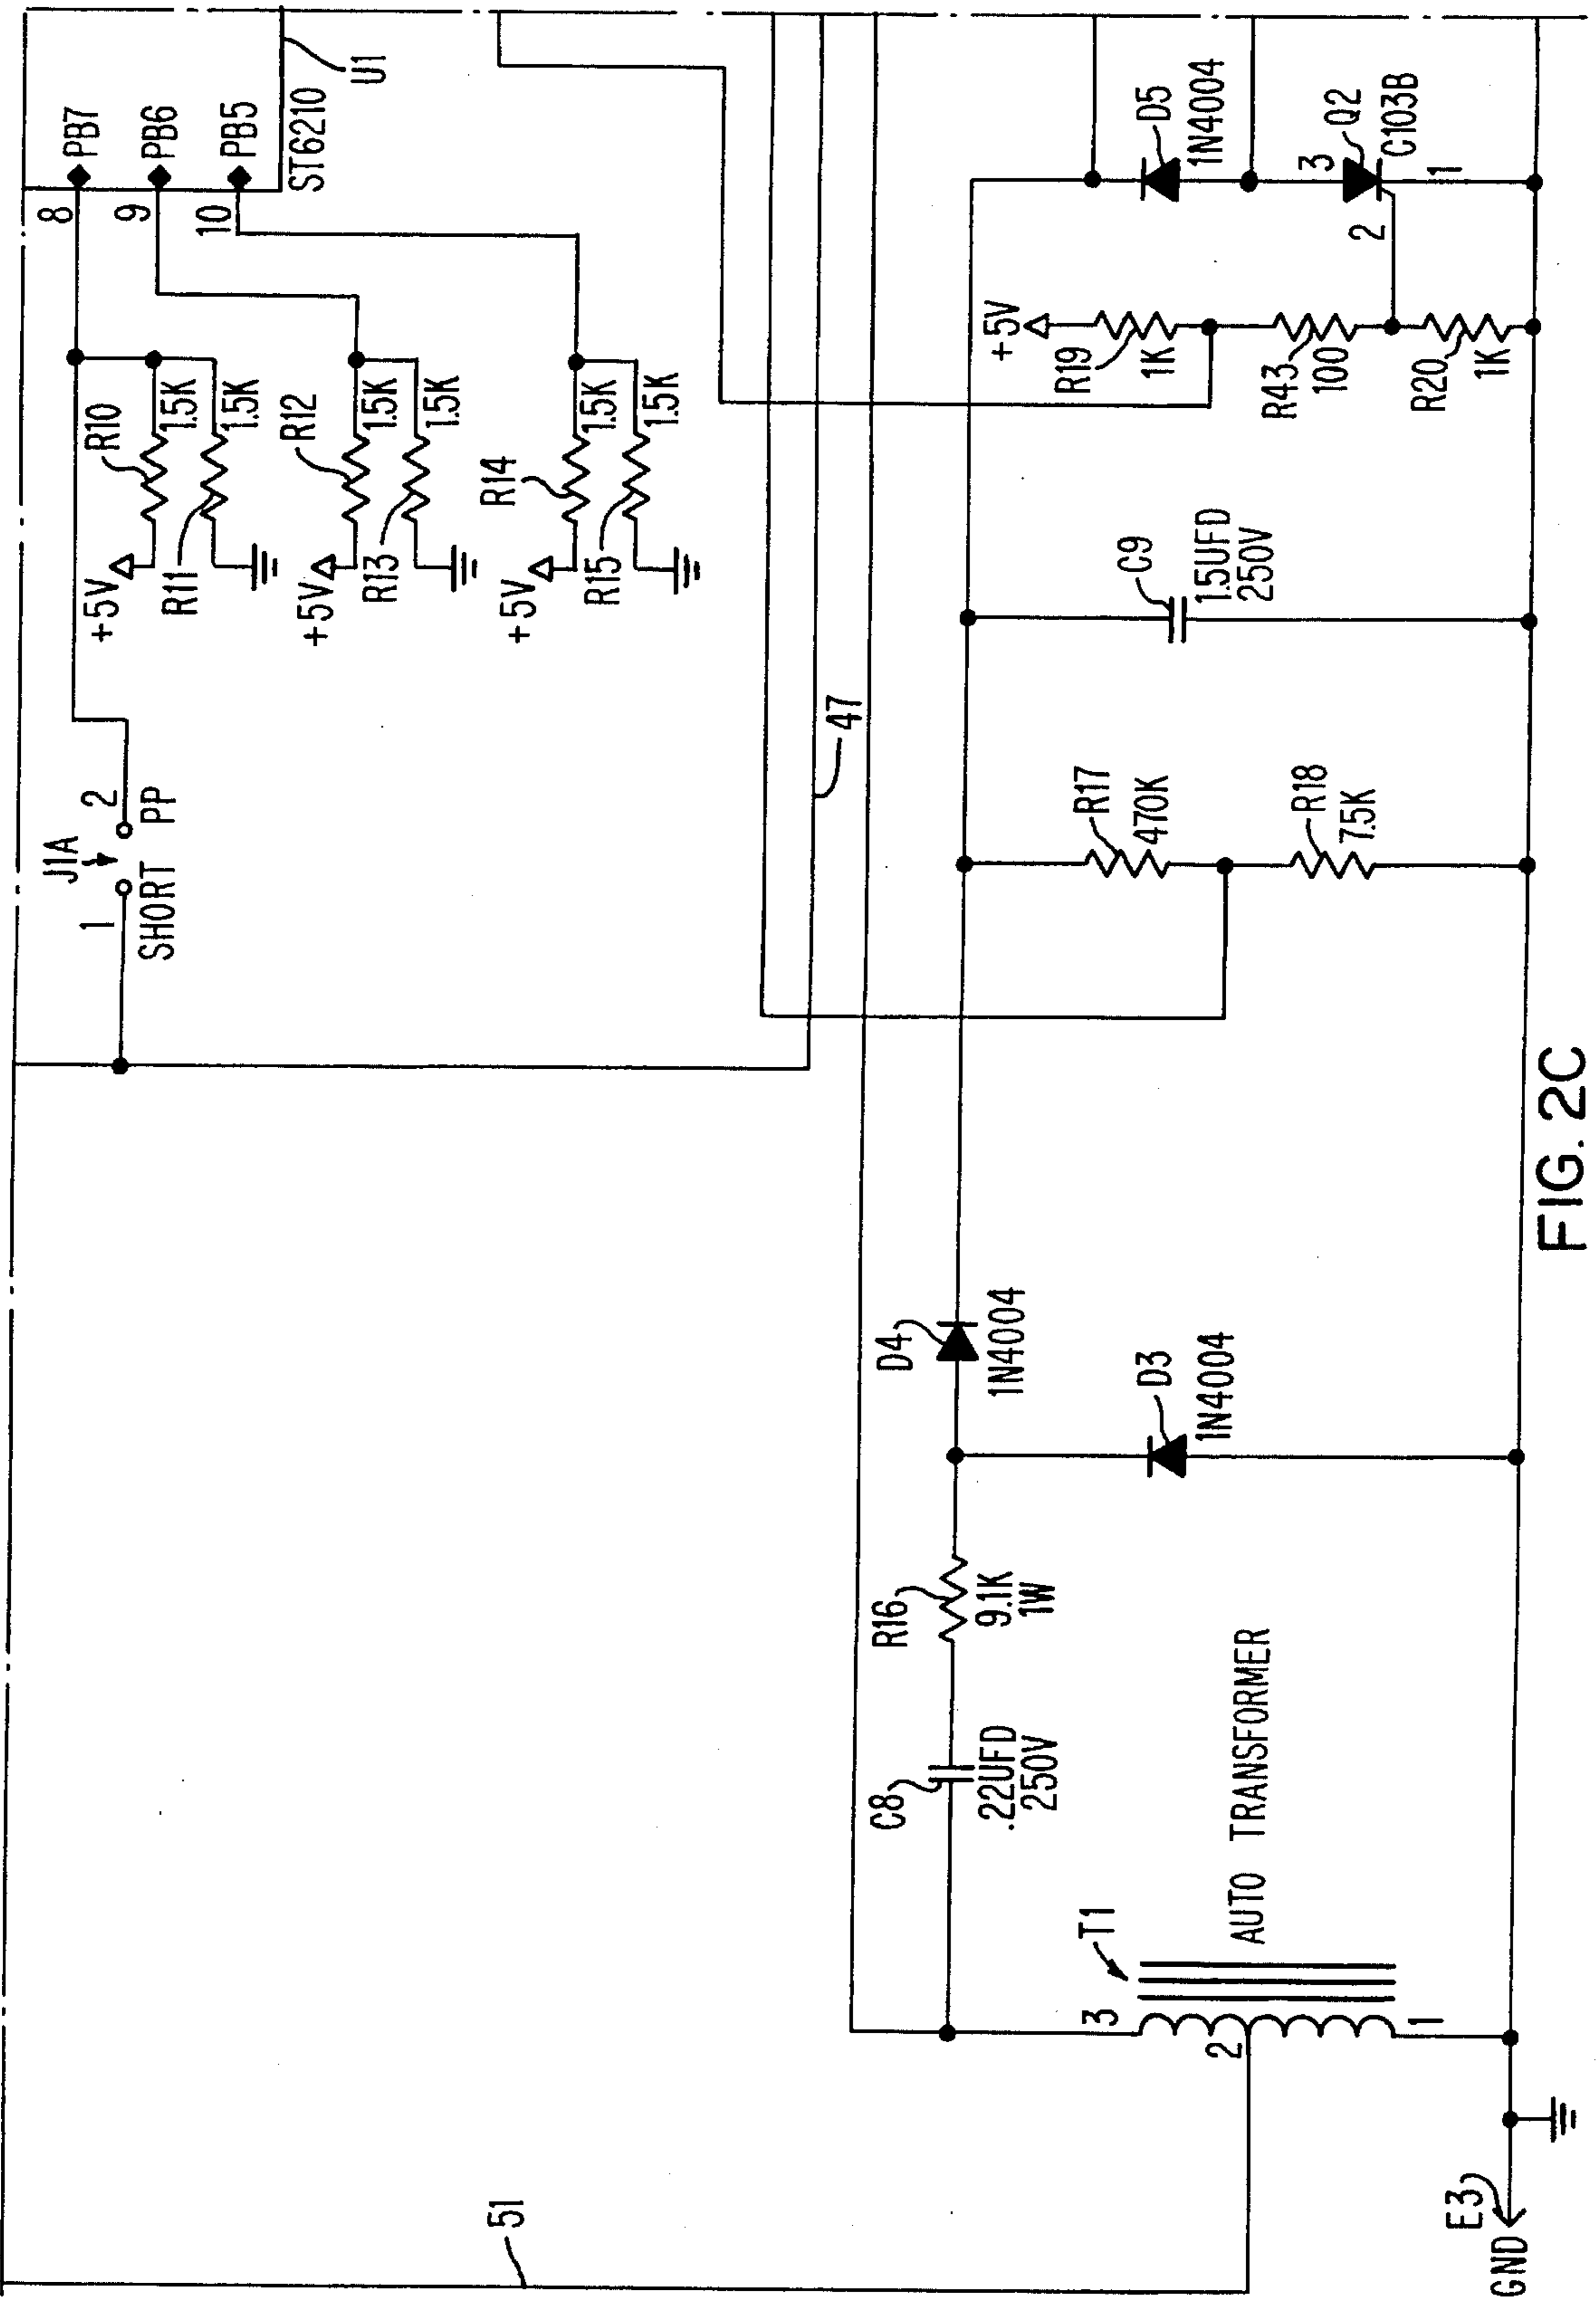 8
PB7
9
PB6
10
PB5
U1
ST6210
J1A
1
2
SHORT
PP
+5V
R10
1.5K
R11
1.5K
+5V
R12
1.5K
R13
1.5K
+5V
R14
1.5K
R15
1.5K
47
51
C8
.22UFD
250V
R16
9.1K
1W
D4
1N4004
D3
1N4004
T1
3
2
1
AUTO TRANSFORMER
R17
470K
R18
7.5K
C9
1.5UFD
250V
+5V
R19
1K
R43
100
R20
1K
D5
1N4004
3
Q2
C103B
2
1
E3
GND
FIG. 2C